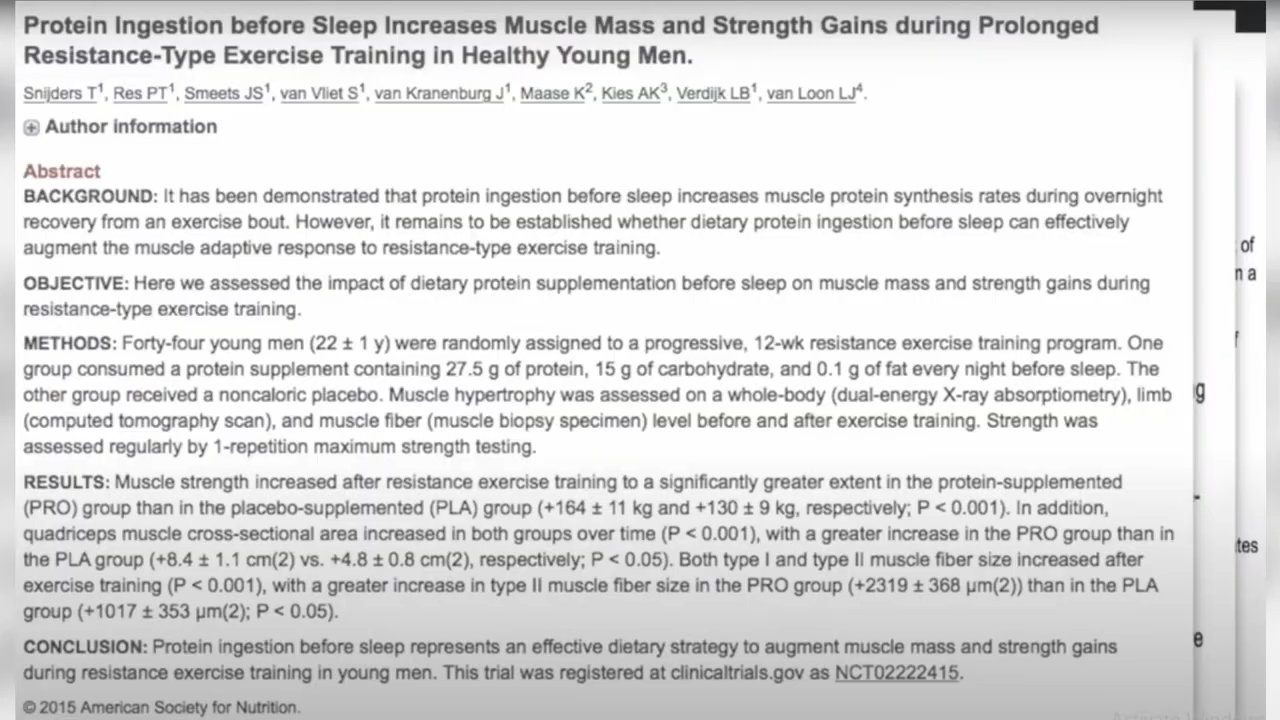 Protein Ingestion before Sleep Increases Muscle Mass and Strength Gains during Prolonged
Resistance-Type Exercise Training in Healthy Young Men.
Snijders T1, Res PT1, Smeets JS1, van Vliet S1, van Kranenburg J1, Maase K2, Kies AK3, Verdijk LB1, van Loon LJ4.
Author information
Abstract
BACKGROUND: It has been demonstrated that protein ingestion before sleep increases muscle protein synthesis rates during overnight
recovery from an exercise bout. However, it remains to be established whether dietary protein ingestion before sleep can effectively
augment the muscle adaptive response to resistance-type exercise training.
OBJECTIVE: Here we assessed the impact of dietary protein supplementation before sleep on muscle mass and strength gains during
resistance-type exercise training.
METHODS: Forty-four young men (22 ± 1 y) were randomly assigned to a progressive, 12-wk resistance exercise training program. One
group consumed a protein supplement containing 27.5 g of protein, 15 g of carbohydrate, and 0.1 g of fat every night before sleep. The
other group received a noncaloric placebo. Muscle hypertrophy was assessed on a whole-body (dual-energy X-ray absorptiometry), limb
(computed tomography scan), and muscle fiber (muscle biopsy specimen) level before and after exercise training. Strength was
assessed regularly by 1-repetition maximum strength testing.
RESULTS: Muscle strength increased after resistance exercise training to a significantly greater extent in the protein-supplemented
(PRO) group than in the placebo-supplemented (PLA) group (+164 ± 11 kg and +130 ± 9 kg, respectively; P < 0.001). In addition,
quadriceps muscle cross-sectional area increased in both groups over time (P < 0.001), with a greater increase in the PRO group than in
the PLA group (+8.4 ± 1.1 cm(2) vs. +4.8 ± 0.8 cm(2), respectively; P < 0.05). Both type I and type II muscle fiber size increased after
exercise training (P < 0.001), with a greater increase in type II muscle fiber size in the PRO group (+2319 ± 368 μm(2)) than in the PLA
group (+1017 ± 353 μm(2); P < 0.05).
CONCLUSION: Protein ingestion before sleep represents an effective dietary strategy to augment muscle mass and strength gains
during resistance exercise training in young men. This trial was registered at clinicaltrials.gov as NCT02222415.
© 2015 American Society for Nutrition.
of